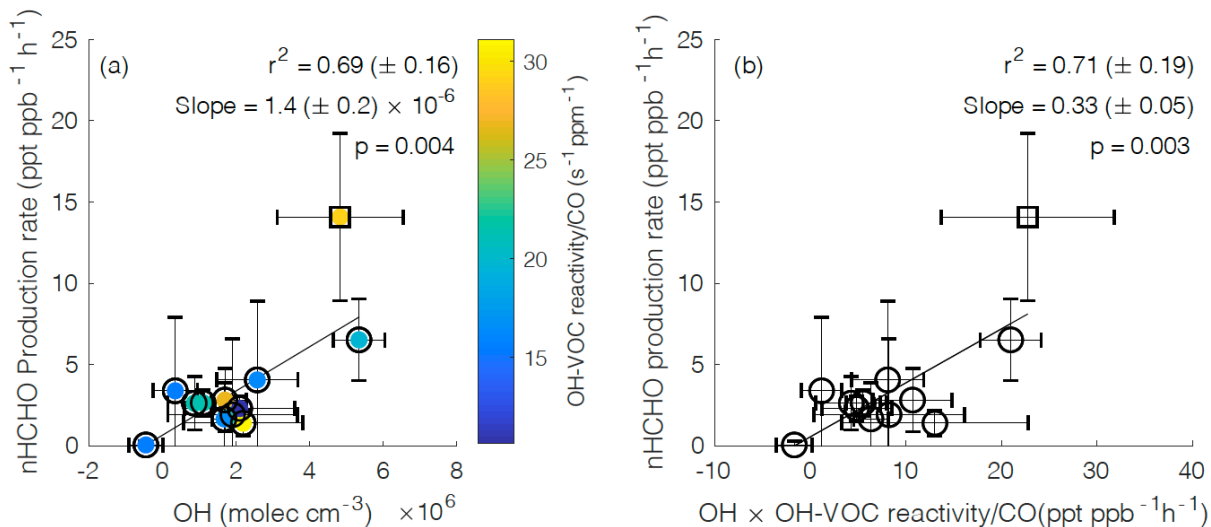 (a)
r² = 0.69 (± 0.16)
Slope = 1.4 (± 0.2) × 10⁻⁶
p = 0.004
nHCHO Production rate (ppt ppb⁻¹ h⁻¹)
25
20
15
10
5
0
-2
0
2
4
6
8
OH (molec cm⁻³)
×10⁶
30
25
20
15
OH-VOC reactivity/CO (s⁻¹ ppm⁻¹)
(b)
r² = 0.71 (± 0.19)
Slope = 0.33 (± 0.05)
p = 0.003
nHCHO production rate (ppt ppb⁻¹h⁻¹)
25
20
15
10
5
0
-10
0
10
20
30
40
OH × OH-VOC reactivity/CO(ppt ppb⁻¹h⁻¹)